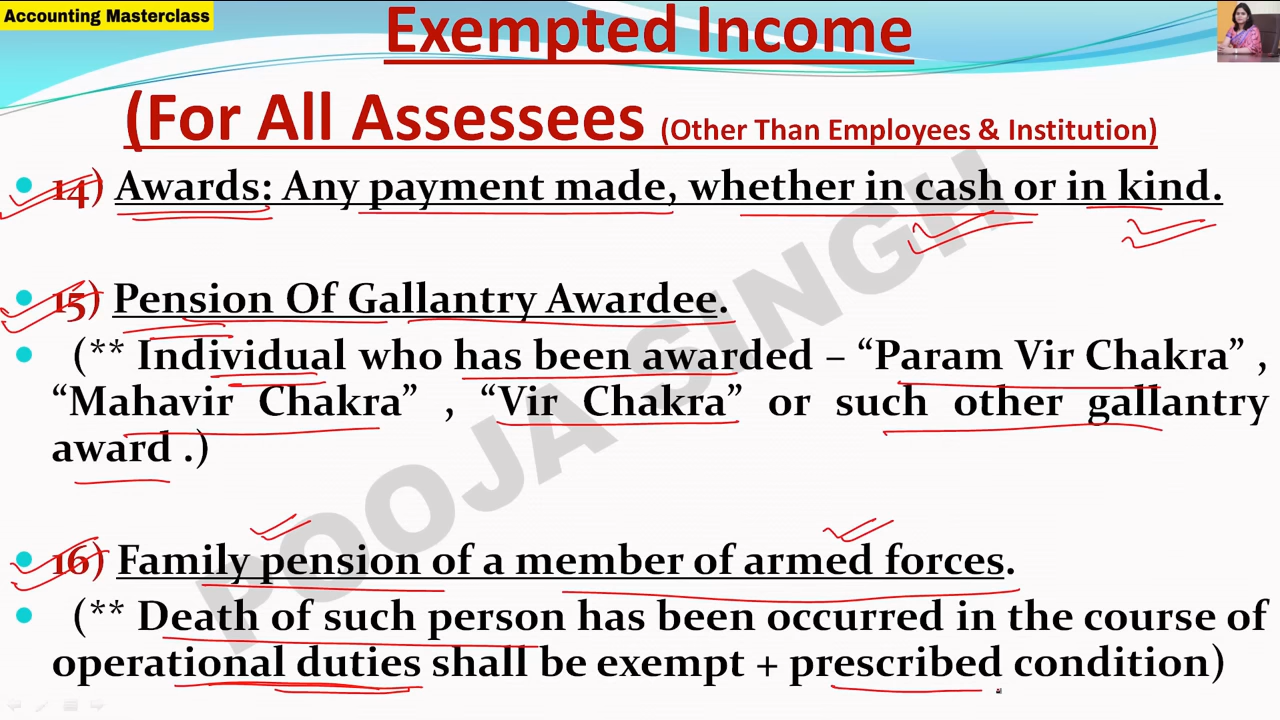 Accounting Masterclass
Exempted Income
(For All Assessees (Other Than Employees & Institution)
14) Awards: Any payment made, whether in cash or in kind.
15) Pension Of Gallantry Awardee.
(** Individual who has been awarded – “Param Vir Chakra” ,
“Mahavir Chakra” , “Vir Chakra” or such other gallantry
award .)
16) Family pension of a member of armed forces.
(** Death of such person has been occurred in the course of
operational duties shall be exempt + prescribed condition)
POOJA SINGH